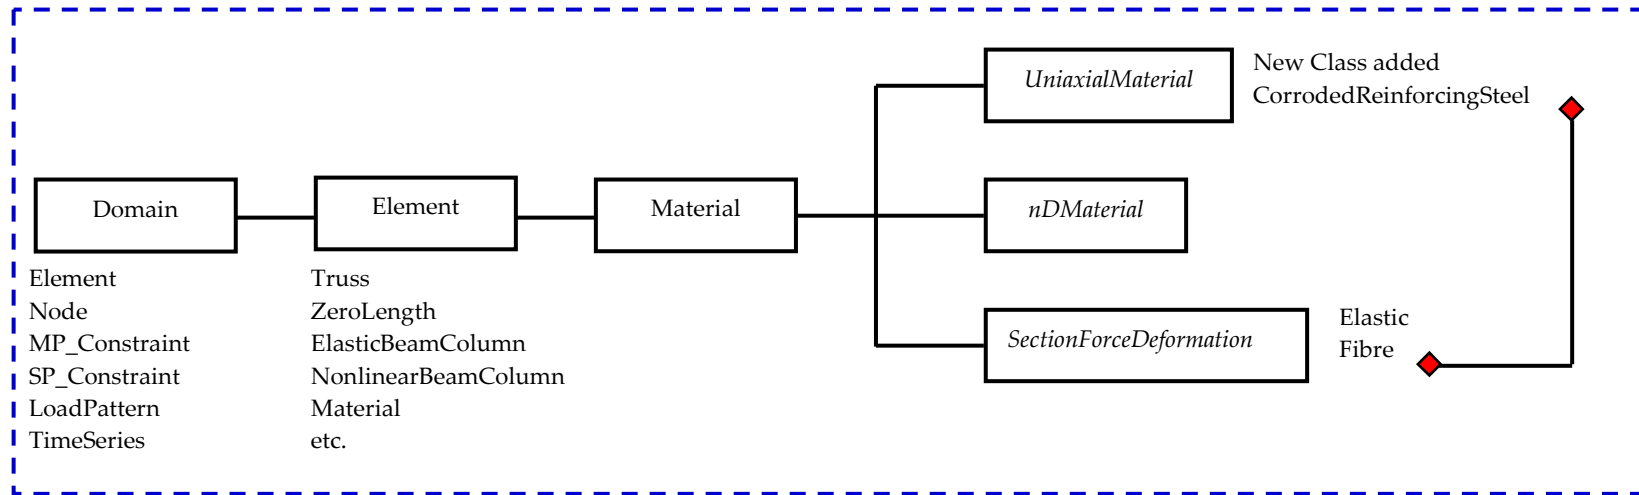 UniaxialMaterial
New Class added
CorrodedReinforcingSteel
Domain
Element
Material
nDMaterial
Element
Node
MP_Constraint
SP_Constraint
LoadPattern
TimeSeries
Truss
ZeroLength
ElasticBeamColumn
NonlinearBeamColumn
Material
etc.
SectionForceDeformation
Elastic
Fibre